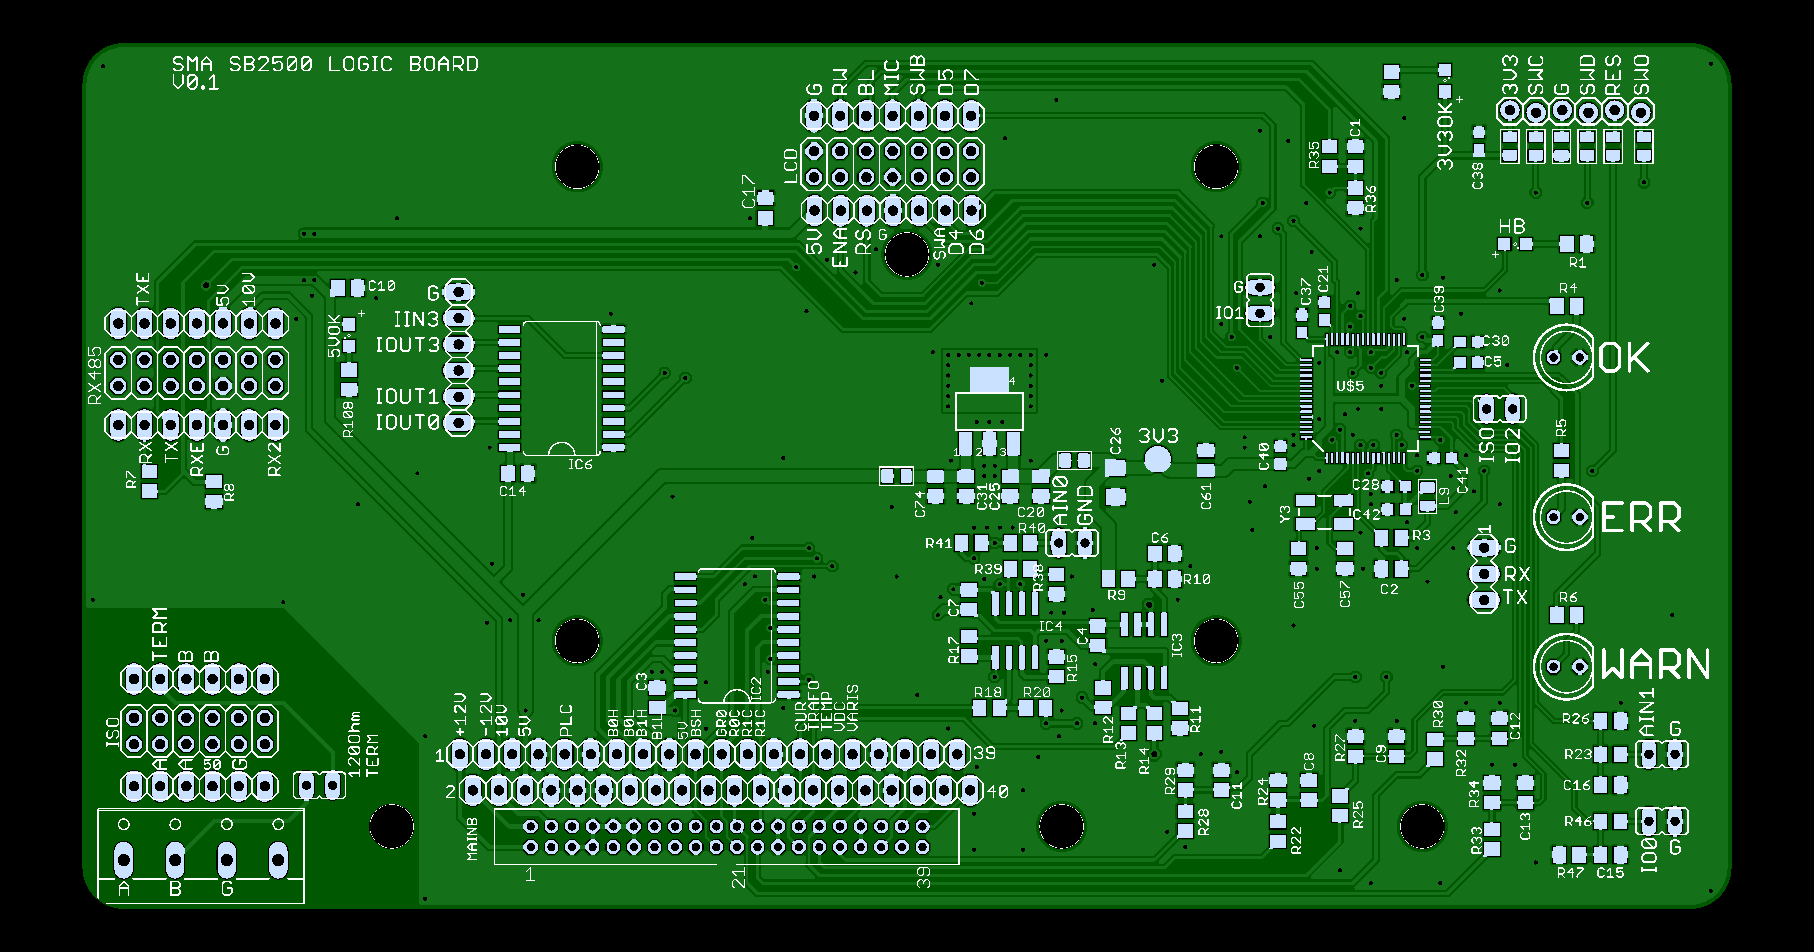 SMA SB2500 LOGIC BOARD
V0.1
G
RW
BL
MIC
SWB
D5
D7
LCD
C17
5V
ENA
RS
G
SWA
D4
D6
R35
C1
R36
3V3OK
+
C38
3V3
SWC
G
SWD
RES
SWO
HB
+
R1
R4
OK
TXE
5V
10V
RX485
RX
TX
RXE
G
RX2
R7
R8
C10
+
5VOK
R108
G
IIN3
IOUT3
IOUT1
IOUT0
IC6
C14
G
IO1
C37
C21
C39
C30
C5
U$5
ISO
IO2
R5
4
1
2
3
C74
C31
C25
C20
C26
3V3
C61
C40
C41
C28
C42
L9
Y3
R3
C55
C57
C2
ERR
1
G
RX
TX
R6
WARN
AIN0
GND
R41
R40
R39
R38
C6
R9
R10
C7
IC4
C4
IC3
R17
R15
R18
R20
R12
R13
R14
R11
TERM
B
B
ISO
A
A
5V
G
120Ohm
TERM
A
B
G
C3
IC2
+12V
-12V
10V
5V
PLC
B0H
B0L
B1H
B1L
5V
BSH
GR0
R0C
R1C
R1C
CUR
TRAFO
TEMP
VDC
VARIS
1
39
2
40
MAINB
1
21
39
R29
C11
R28
R24
C8
R22
R25
R27
C9
R30
R32
C12
R34
C13
R33
R26
R23
C16
R46
R47
C15
AIN1
G
IO0
G